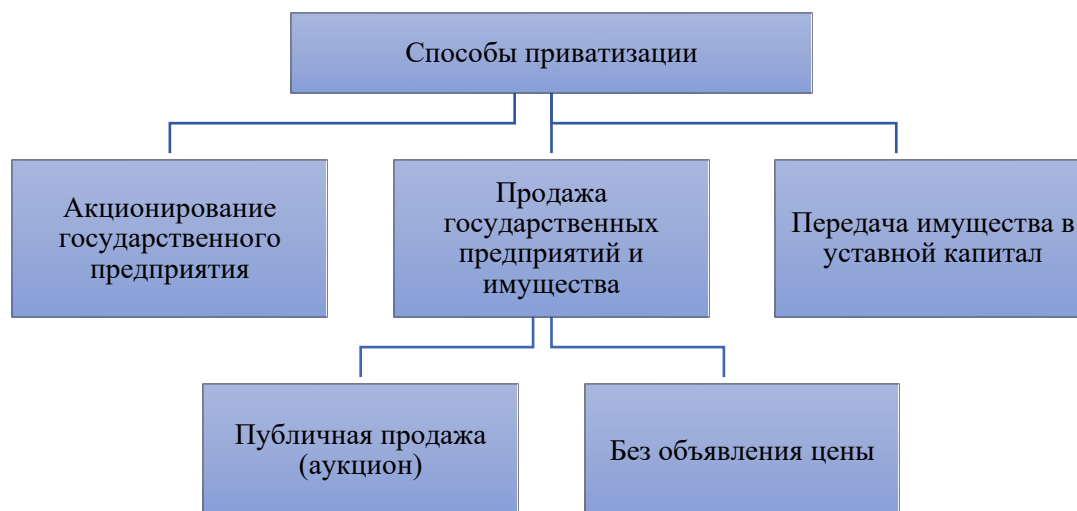 Способы приватизации
Акционирование
государственного
предприятия
Продажа
государственных
предприятий и
имущества
Передача имущества в
уставной капитал
Публичная продажа
(аукцион)
Без объявления цены